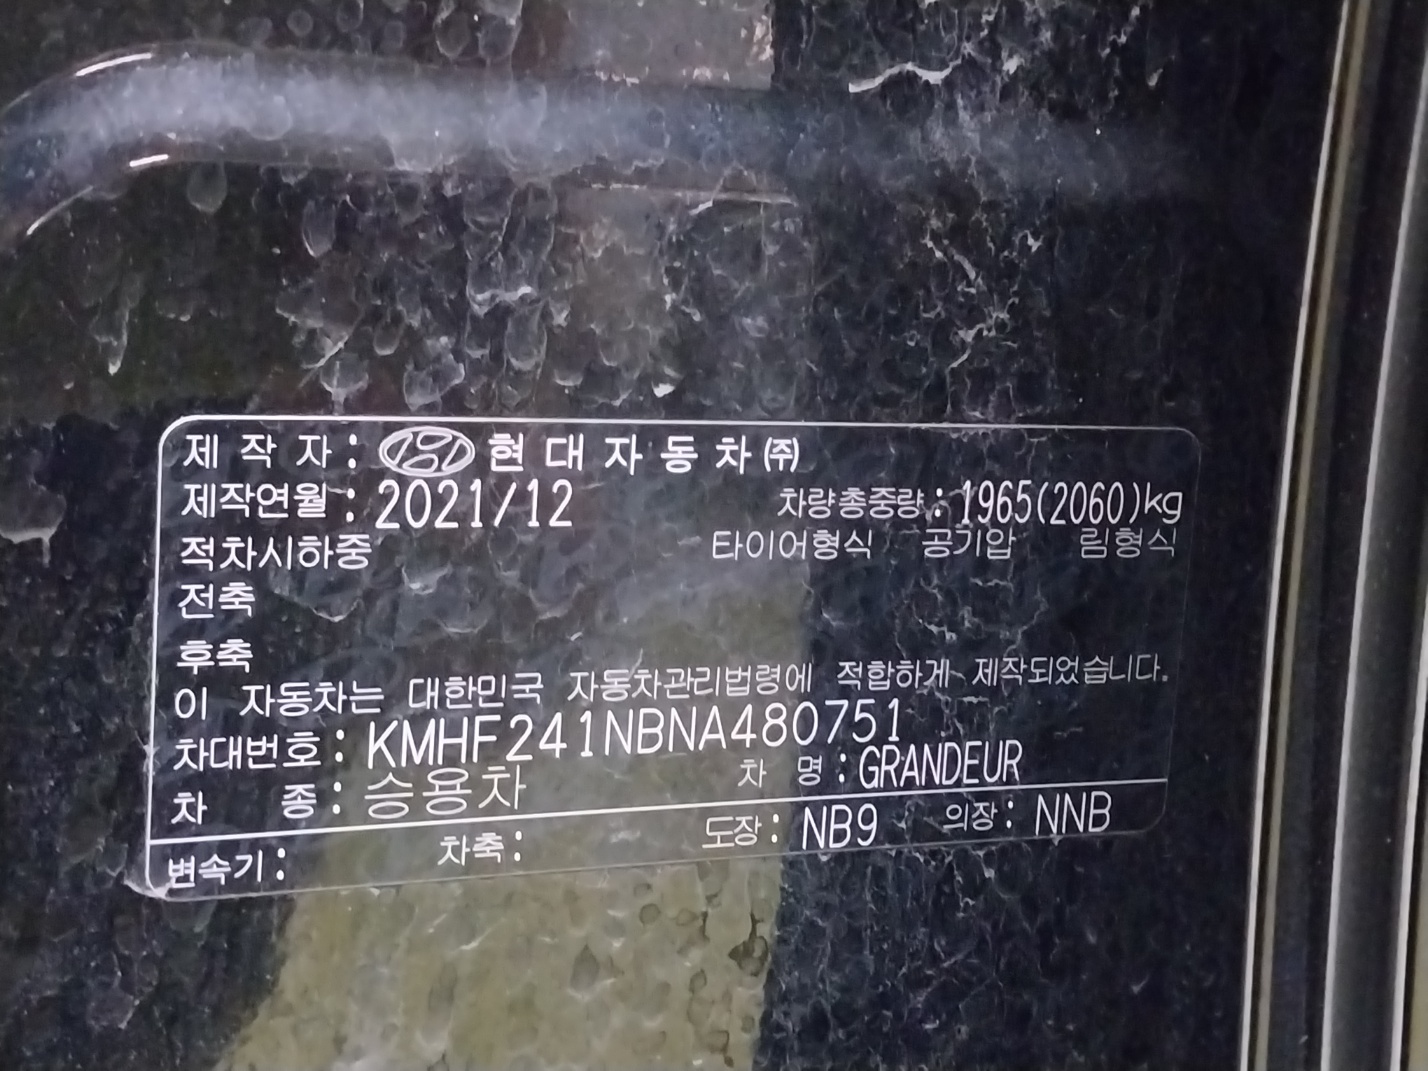 제 작 자 : 현 대 자 동 차 ㈜
제작연월 : 2021/12 차량총중량 : 1965(2060)kg
적차시하중 타이어형식 공기압 림형식
전축
후축
이 자동차는 대한민국 자동차관리법령에 적합하게 제작되었습니다.
차대번호 : KMHF241NBNA480751
차 종 : 승용차 차 명 : GRANDEUR
변속기 : 차축 : 도장 : NB9 의장 : NNB